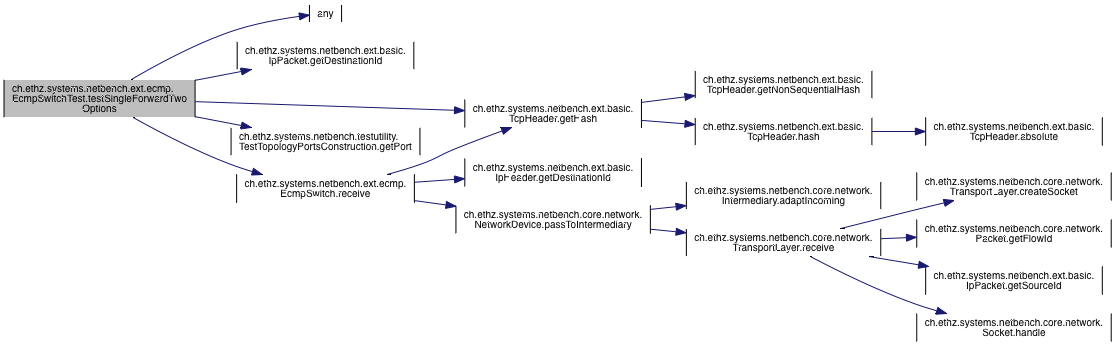 any
ch.ethz.systems.netbench.ext.basic.
IpPacket.getDestinationId
ch.ethz.systems.netbench.ext.ecmp.
EcmpSwitchTest.testSingleForwardTwo
Options
ch.ethz.systems.netbench.ext.basic.
TcpHeader.getHash
ch.ethz.systems.netbench.testutility.
TestTopologyPortsConstruction.getPort
ch.ethz.systems.netbench.ext.ecmp.
EcmpSwitch.receive
ch.ethz.systems.netbench.ext.basic.
TcpHeader.getNonSequentialHash
ch.ethz.systems.netbench.ext.basic.
TcpHeader.hash
ch.ethz.systems.netbench.ext.basic.
TcpHeader.absolute
ch.ethz.systems.netbench.ext.basic.
IpHeader.getDestinationId
ch.ethz.systems.netbench.core.network.
NetworkDevice.passToIntermediary
ch.ethz.systems.netbench.core.network.
Intermediary.adaptIncoming
ch.ethz.systems.netbench.core.network.
TransportLayer.receive
ch.ethz.systems.netbench.core.network.
TransportLayer.createSocket
ch.ethz.systems.netbench.core.network.
Packet.getFlowId
ch.ethz.systems.netbench.ext.basic.
IpPacket.getSourceId
ch.ethz.systems.netbench.core.network.
Socket.handle